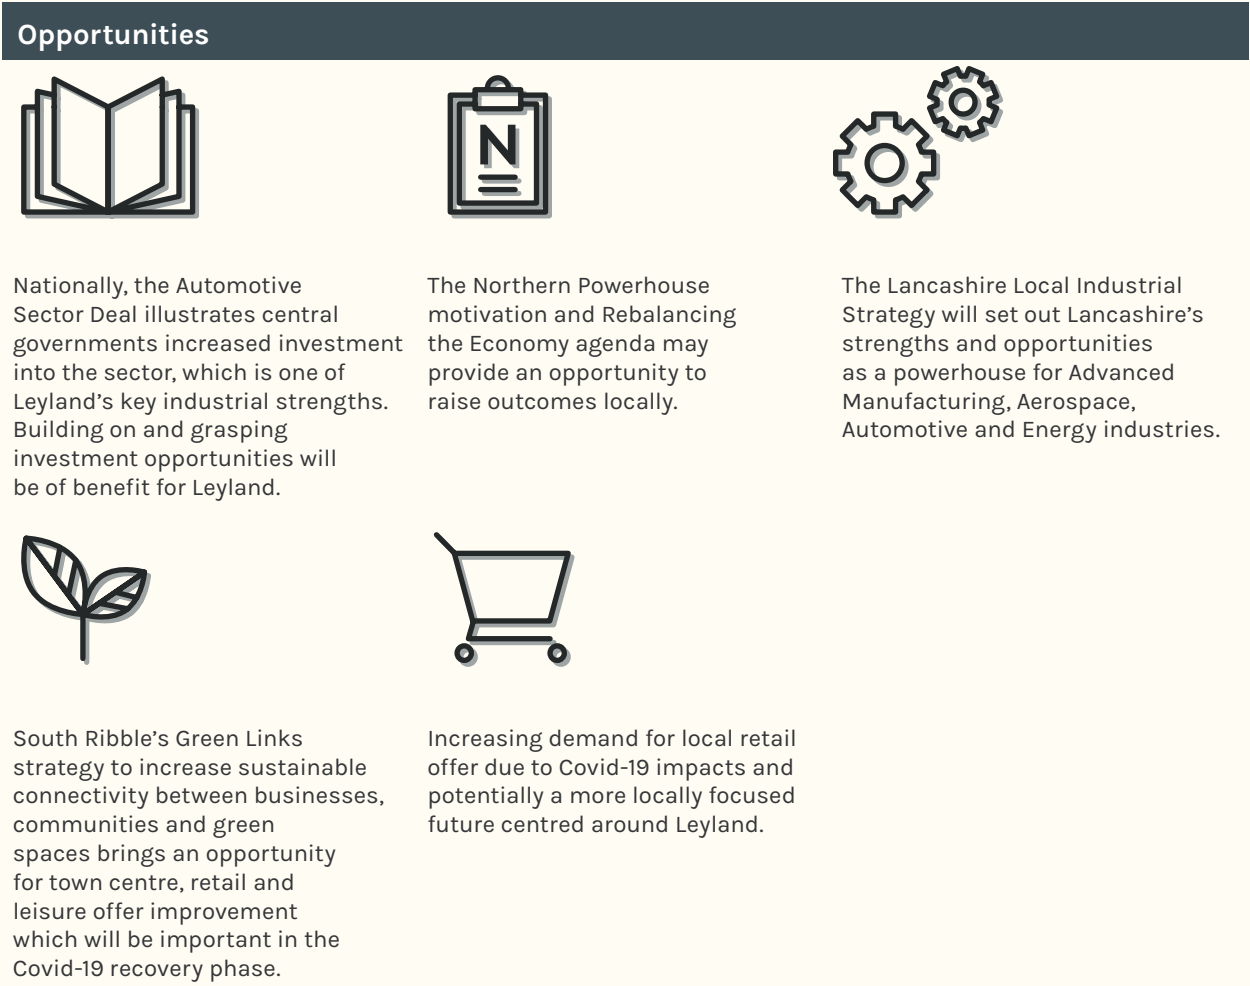 Opportunities
N
Nationally, the Automotive
Sector Deal illustrates central
governments increased investment
into the sector, which is one of
Leyland’s key industrial strengths.
Building on and grasping
investment opportunities will
be of benefit for Leyland.
The Northern Powerhouse
motivation and Rebalancing
the Economy agenda may
provide an opportunity to
raise outcomes locally.
The Lancashire Local Industrial
Strategy will set out Lancashire’s
strengths and opportunities
as a powerhouse for Advanced
Manufacturing, Aerospace,
Automotive and Energy industries.
South Ribble’s Green Links
strategy to increase sustainable
connectivity between businesses,
communities and green
spaces brings an opportunity
for town centre, retail and
leisure offer improvement
which will be important in the
Covid-19 recovery phase.
Increasing demand for local retail
offer due to Covid-19 impacts and
potentially a more locally focused
future centred around Leyland.